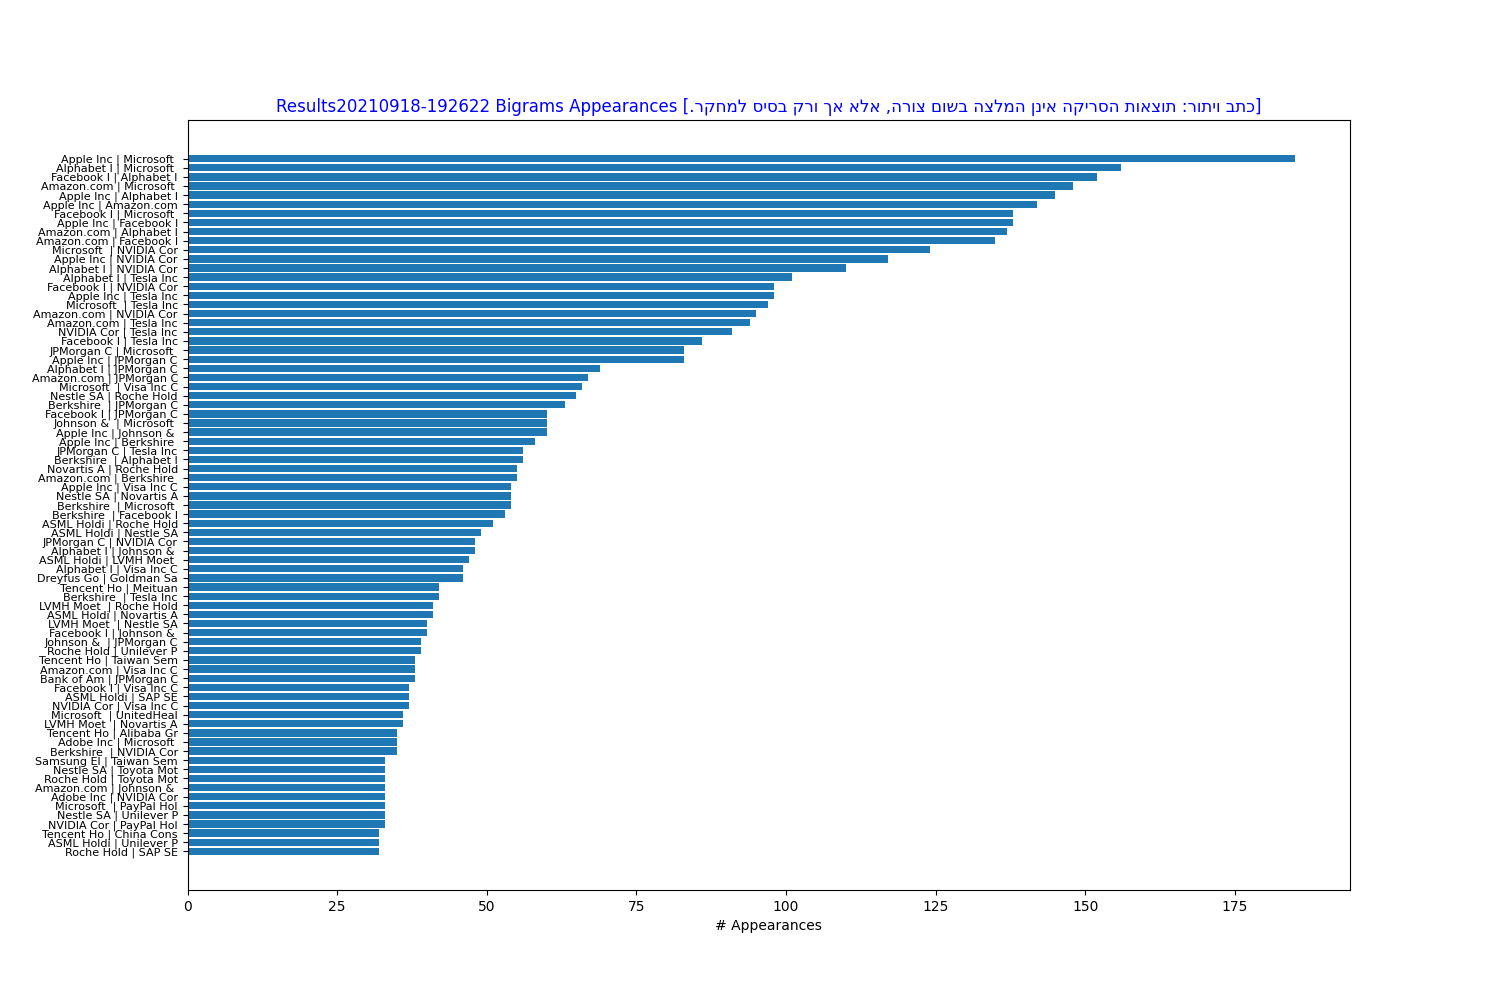 Results20210918-192622 Bigrams Appearances [כתב ויתור: תוצאות הסריקה אינן המלצה בשום צורה, אלא אך ורק בסיס למחקר.]
Apple Inc | Microsoft
Alphabet I | Microsoft
Facebook I | Alphabet I
Amazon.com | Microsoft
Apple Inc | Alphabet I
Apple Inc | Amazon.com
Facebook I | Microsoft
Apple Inc | Facebook I
Amazon.com | Alphabet I
Amazon.com | Facebook I
Microsoft | NVIDIA Cor
Apple Inc | NVIDIA Cor
Alphabet I | NVIDIA Cor
Alphabet I | Tesla Inc
Facebook I | NVIDIA Cor
Apple Inc | Tesla Inc
Microsoft | Tesla Inc
Amazon.com | NVIDIA Cor
Amazon.com | Tesla Inc
NVIDIA Cor | Tesla Inc
Facebook I | Tesla Inc
JPMorgan C | Microsoft
Apple Inc | JPMorgan C
Alphabet I | JPMorgan C
Amazon.com | JPMorgan C
Microsoft | Visa Inc C
Nestle SA | Roche Hold
Berkshire | JPMorgan C
Facebook I | JPMorgan C
Johnson & | Microsoft
Apple Inc | Johnson &
Apple Inc | Berkshire
JPMorgan C | Tesla Inc
Berkshire | Alphabet I
Novartis A | Roche Hold
Amazon.com | Berkshire
Apple Inc | Visa Inc C
Nestle SA | Novartis A
Berkshire | Microsoft
Berkshire | Facebook I
ASML Holdi | Roche Hold
ASML Holdi | Nestle SA
JPMorgan C | NVIDIA Cor
Alphabet I | Johnson &
ASML Holdi | LVMH Moet
Alphabet I | Visa Inc C
Dreyfus Go | Goldman Sa
Tencent Ho | Meituan
Berkshire | Tesla Inc
LVMH Moet | Roche Hold
ASML Holdi | Novartis A
LVMH Moet | Nestle SA
Facebook I | Johnson &
Johnson & | JPMorgan C
Roche Hold | Unilever P
Tencent Ho | Taiwan Sem
Amazon.com | Visa Inc C
Bank of Am | JPMorgan C
Facebook I | Visa Inc C
ASML Holdi | SAP SE
NVIDIA Cor | Visa Inc C
Microsoft | UnitedHeal
LVMH Moet | Novartis A
Tencent Ho | Alibaba Gr
Adobe Inc | Microsoft
Berkshire | NVIDIA Cor
Samsung El | Taiwan Sem
Nestle SA | Toyota Mot
Roche Hold | Toyota Mot
Amazon.com | Johnson &
Adobe Inc | NVIDIA Cor
Microsoft | PayPal Hol
Nestle SA | Unilever P
NVIDIA Cor | PayPal Hol
Tencent Ho | China Cons
ASML Holdi | Unilever P
Roche Hold | SAP SE
0 25 50 75 100 125 150 175
# Appearances